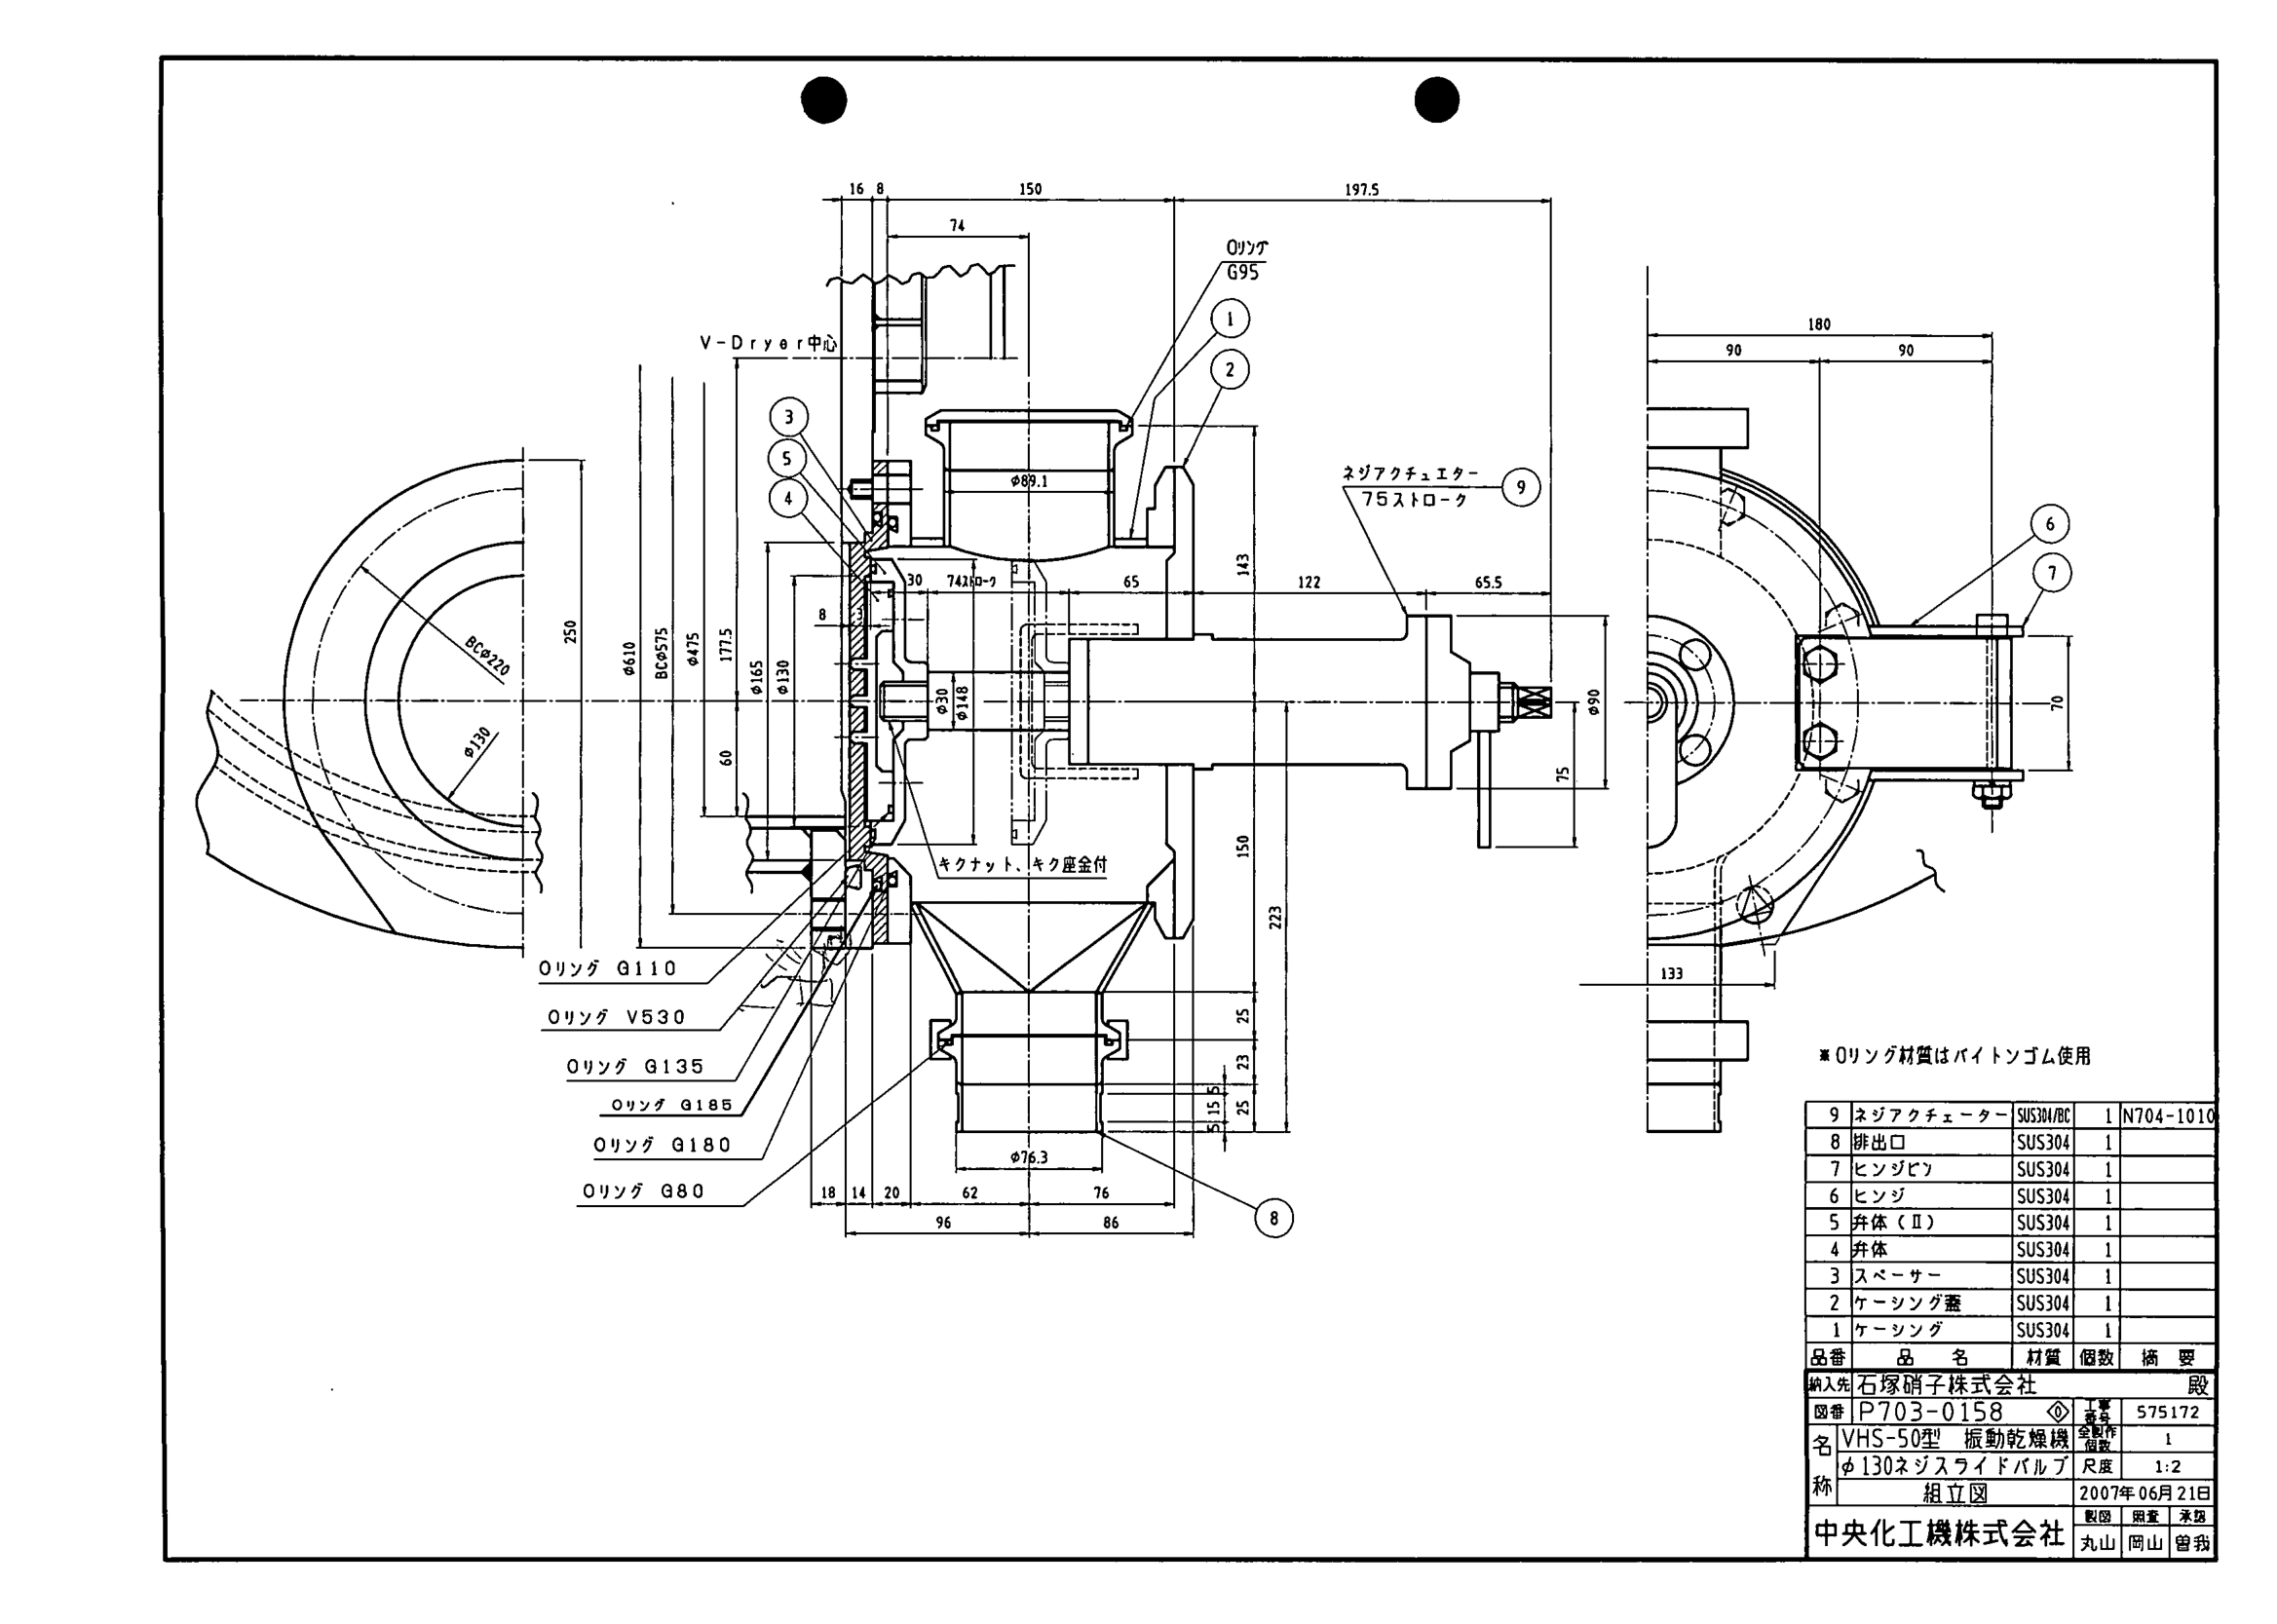 16 8 150 197.5
74
Oリング
G95
1
2
V-Dryer中心
3
5
4
φ89.1
ネジアクチュエター
75ストローク
9
180
90 90
6
7
143
30 74ストローク 65 122 65.5
8 3
250
BCφ220
φ130
φ610
BCφ575
φ475
177.5
60
φ165
φ130
φ30
φ148
φ90
75
70
キクナット、キク座金付
150
223
133
Oリング G110
Oリング V530
Oリング G135
Oリング G185
Oリング G180
Oリング G80
25
23
25
5 15 5
φ76.3
18 14 20 62 76
96 86
8
※Oリング材質はバイトンゴム使用
9 ネジアクチェーター SUS304/BC 1 N704-1010
8 排出口 SUS304 1
7 ヒンジピン SUS304 1
6 ヒンジ SUS304 1
5 弁体(Ⅱ) SUS304 1
4 弁体 SUS304 1
3 スペーサー SUS304 1
2 ケーシング蓋 SUS304 1
1 ケーシング SUS304 1
品番 品名 材質 個数 摘要
納入先 石塚硝子株式会社 殿
図番 P703-0158 0 工事番号 575172
名称 VHS-50型 振動乾燥機 全製作個数 1
φ130ネジスライドバルブ 尺度 1:2
組立図 2007年06月21日
中央化工機株式会社 製図 照査 承認
丸山 岡山 曽我